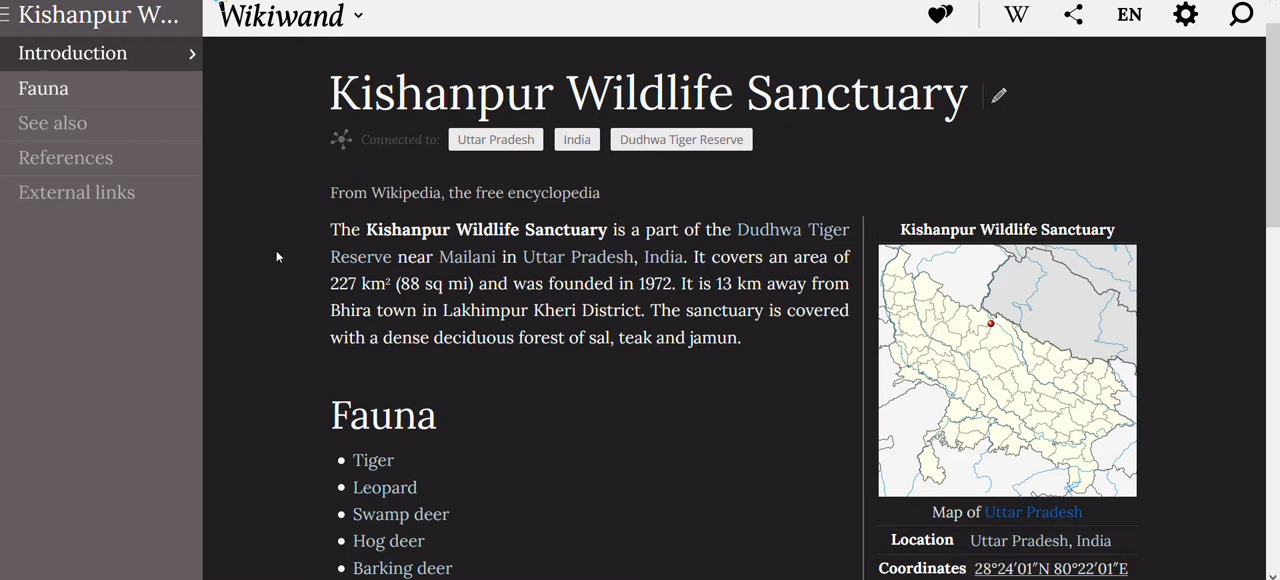 Kishanpur W...
Wikiwand
W
EN
Introduction
Fauna
See also
References
External links
Kishanpur Wildlife Sanctuary
Connected to: Uttar Pradesh India Dudhwa Tiger Reserve
From Wikipedia, the free encyclopedia
The Kishanpur Wildlife Sanctuary is a part of the Dudhwa Tiger
Reserve near Mailani in Uttar Pradesh, India. It covers an area of
227 km² (88 sq mi) and was founded in 1972. It is 13 km away from
Bhira town in Lakhimpur Kheri District. The sanctuary is covered
with a dense deciduous forest of sal, teak and jamun.
Fauna
Tiger
Leopard
Swamp deer
Hog deer
Barking deer
Kishanpur Wildlife Sanctuary
Map of Uttar Pradesh
Location Uttar Pradesh, India
Coordinates 28°24′01″N 80°22′01″E